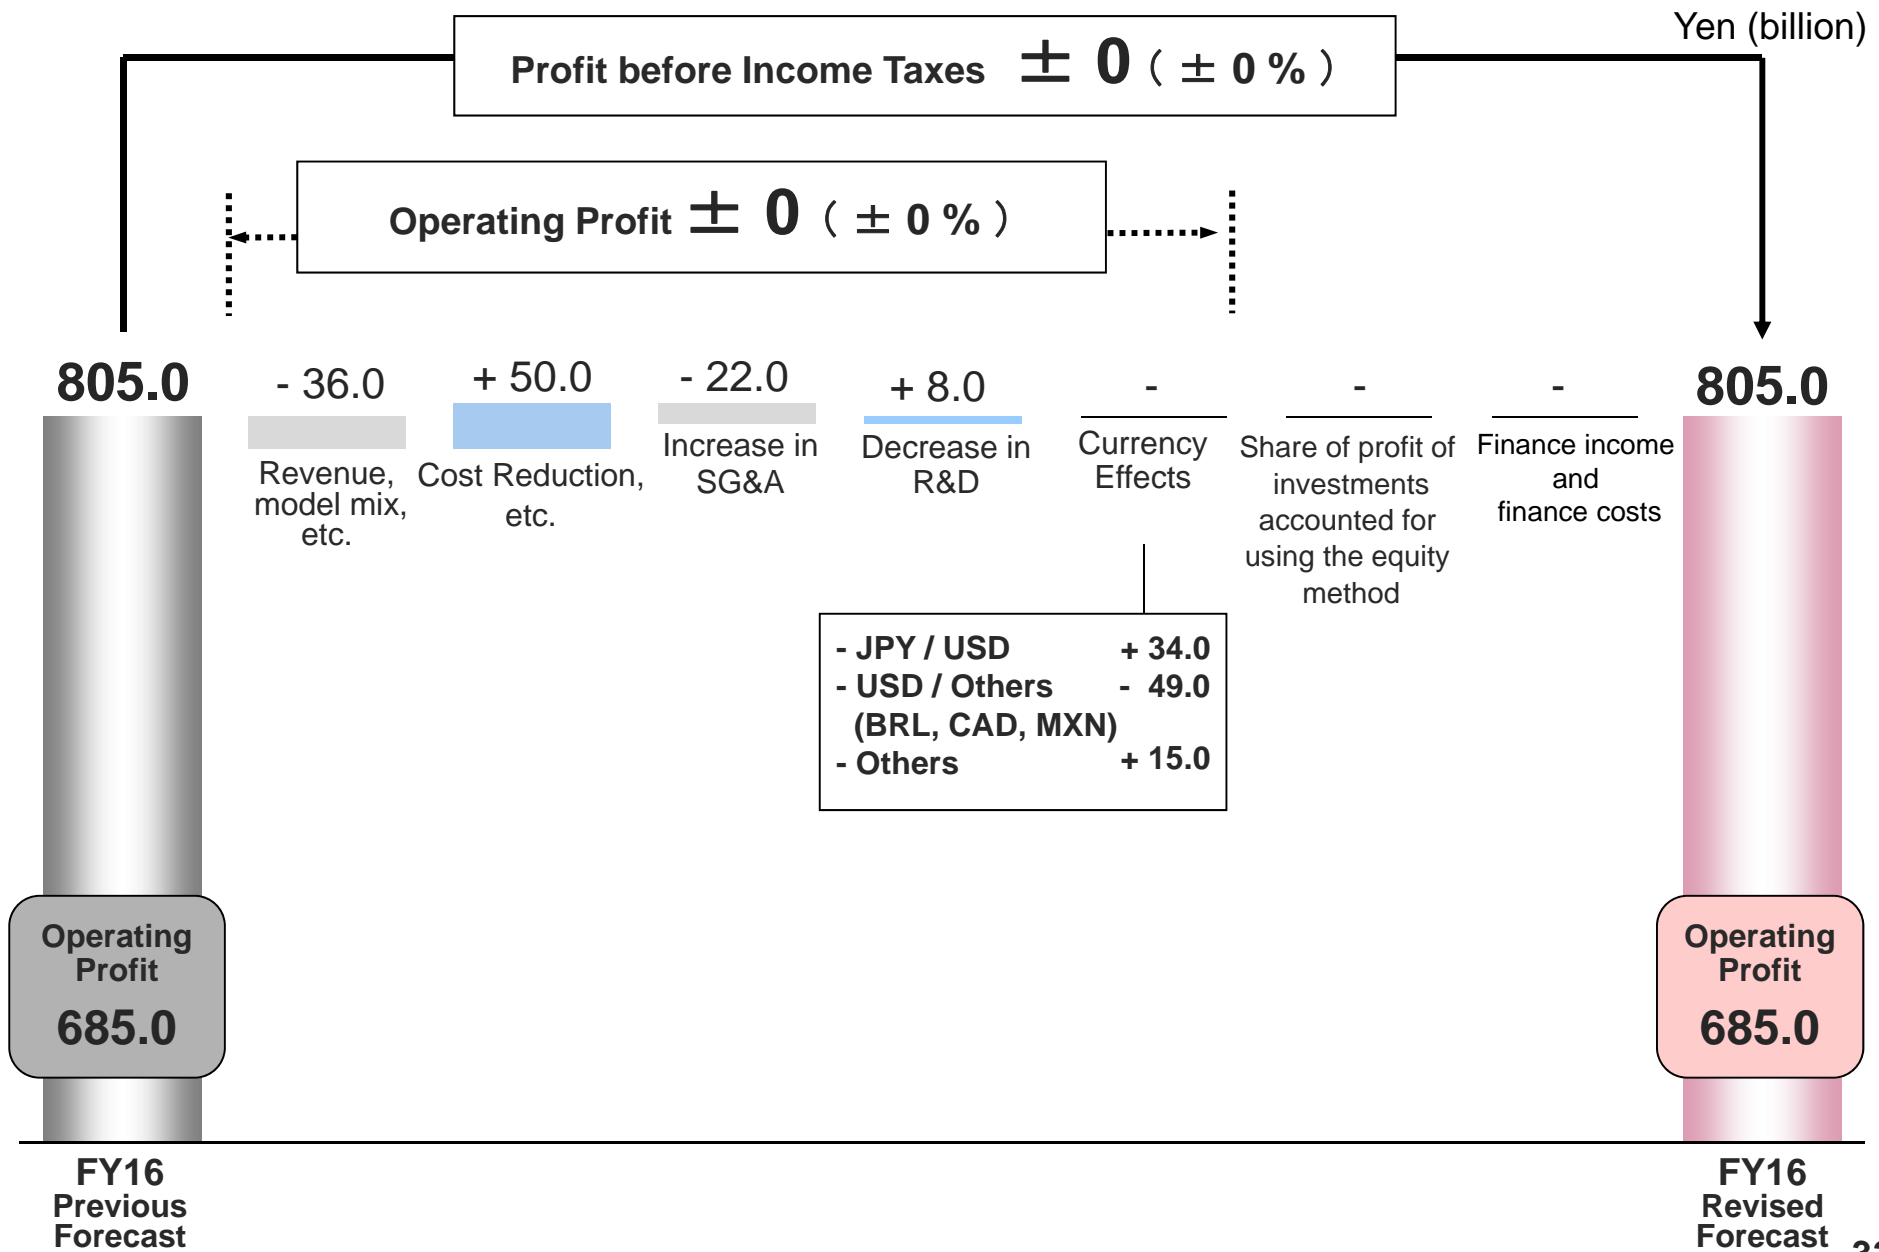 Yen (billion)
Profit before Income Taxes ± 0 ( ± 0 % )
Operating Profit ± 0 ( ± 0 % )
805.0
- 36.0
+ 50.0
- 22.0
+ 8.0
-
-
-
805.0
Revenue,
model mix,
etc.
Cost Reduction,
etc.
Increase in
SG&A
Decrease in
R&D
Currency
Effects
Share of profit of
investments
accounted for
using the equity
method
Finance income
and
finance costs
- JPY / USD + 34.0
- USD / Others - 49.0
(BRL, CAD, MXN)
- Others + 15.0
Operating
Profit
685.0
Operating
Profit
685.0
FY16
Previous
Forecast
FY16
Revised
Forecast